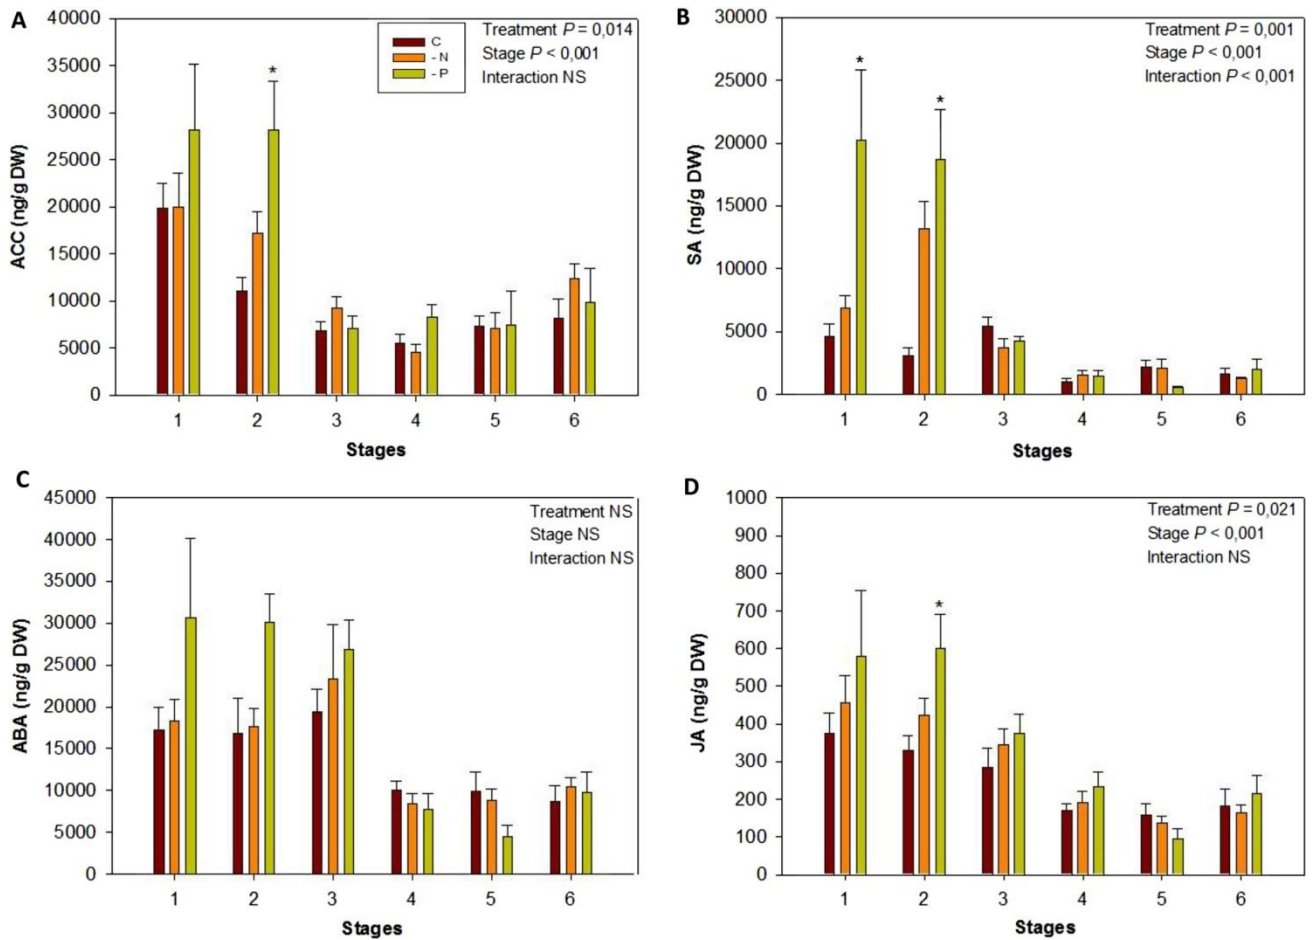 A
40000
35000
30000
25000
20000
15000
10000
5000
0
ACC (ng/g DW)
C
- N
- P
Treatment P = 0,014
Stage P < 0,001
Interaction NS
*
1 2 3 4 5 6
Stages
B
30000
25000
20000
15000
10000
5000
0
SA (ng/g DW)
Treatment P = 0,001
Stage P < 0,001
Interaction P < 0,001
*
*
1 2 3 4 5 6
Stages
C
45000
40000
35000
30000
25000
20000
15000
10000
5000
0
ABA (ng/g DW)
Treatment NS
Stage NS
Interaction NS
1 2 3 4 5 6
Stages
D
1000
900
800
700
600
500
400
300
200
100
0
JA (ng/g DW)
Treatment P = 0,021
Stage P < 0,001
Interaction NS
*
1 2 3 4 5 6
Stages